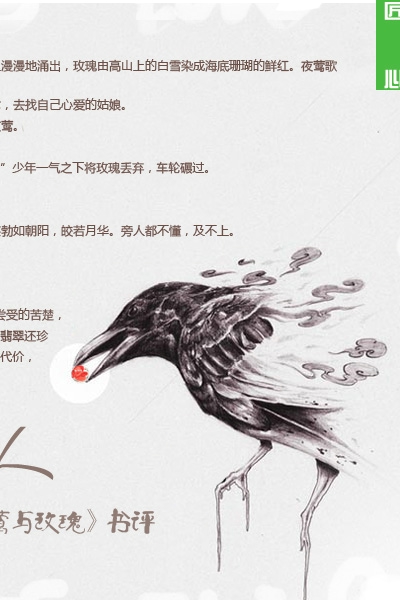 匠心
漫漫地涌出，玫瑰由高山上的白雪染成海底珊瑚的鲜红。夜莺歌
，去找自己心爱的姑娘。
莺。
”少年一气之下将玫瑰丢弃，车轮碾过。
勃如朝阳，皎若月华。旁人都不懂，及不上。
尝受的苦楚，
翡翠还珍
代价，
人
莺与玫瑰》书评